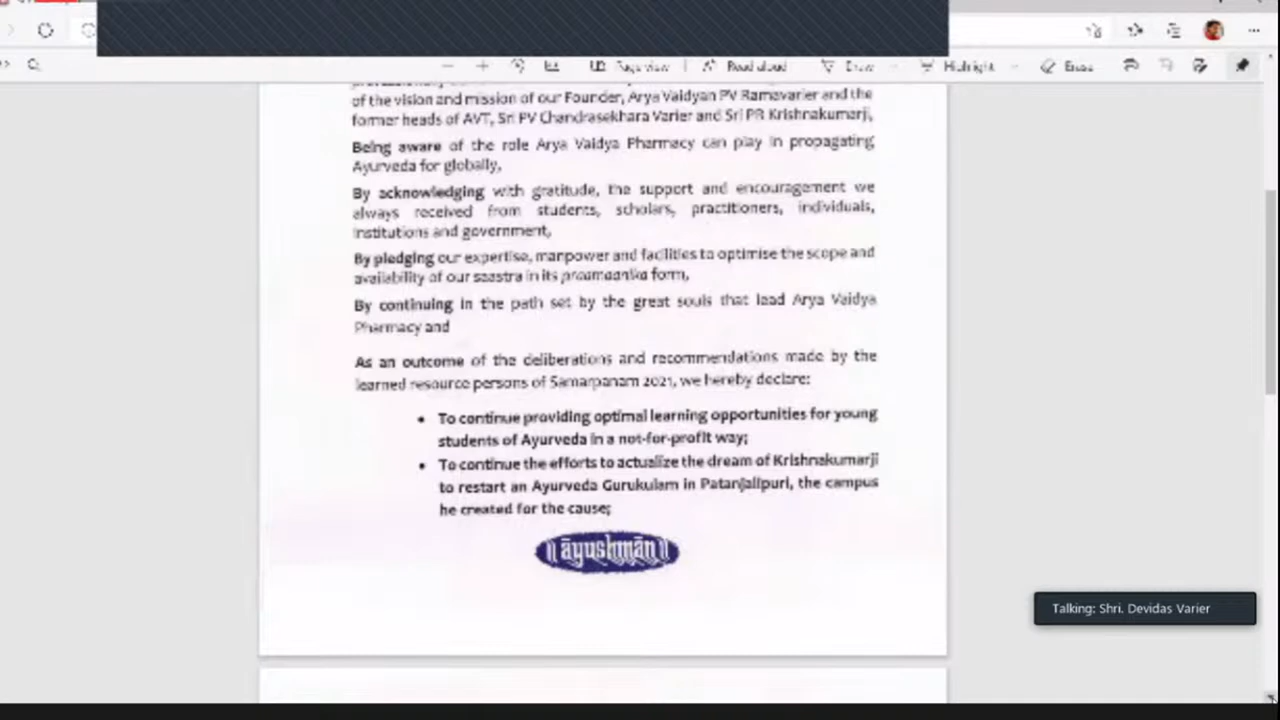 Page view
Read aloud
Draw
Highlight
Erase
of the vision and mission of our Founder, Arya Vaidyan PV Ramavarier and the
former heads of AVT, Sri PV Chandrasekhara Varier and Sri PR Krishnakumarji,
Being aware of the role Arya Vaidya Pharmacy can play in propagating
Ayurveda for globally,
By acknowledging with gratitude, the support and encouragement we
always received from students, scholars, practitioners, individuals,
institutions and government,
By pledging our expertise, manpower and facilities to optimise the scope and
availability of our saastra in its praamaanika form,
By continuing in the path set by the great souls that lead Arya Vaidya
Pharmacy and
As an outcome of the deliberations and recommendations made by the
learned resource persons of Samarpanam 2021, we hereby declare:
• To continue providing optimal learning opportunities for young
students of Ayurveda in a not-for-profit way;
• To continue the efforts to actualize the dream of Krishnakumarji
to restart an Ayurveda Gurukulam in Patanjalipuri, the campus
he created for the cause;
|| āyushmān ||
Talking: Shri. Devidas Varier